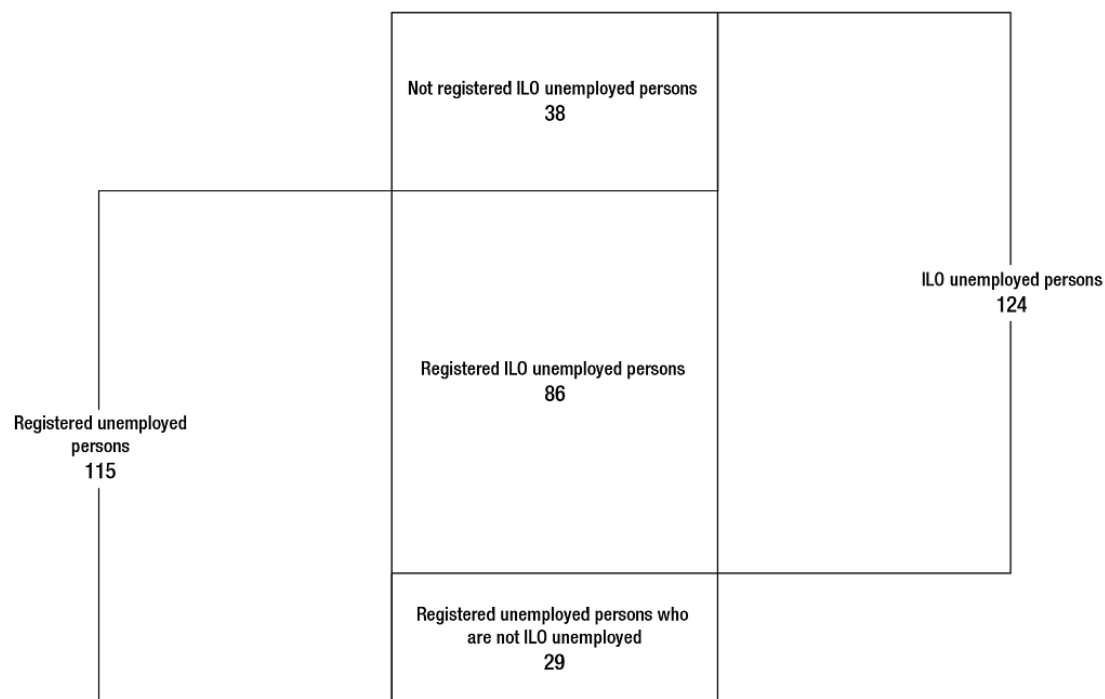 Not registered ILO unemployed persons
38
ILO unemployed persons
124
Registered ILO unemployed persons
86
Registered unemployed
persons
115
Registered unemployed persons who
are not ILO unemployed
29